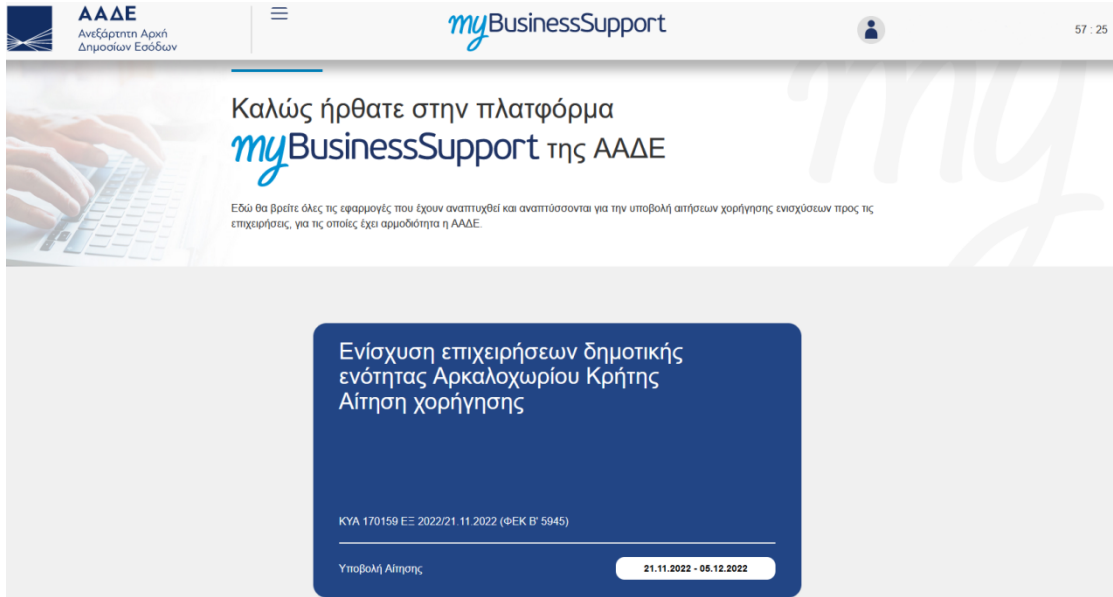 ΑΑΔΕ
Ανεξάρτητη Αρχή
Δημοσίων Εσόδων
myBusinessSupport
57 : 25
my
Καλώς ήρθατε στην πλατφόρμα
myBusinessSupport της ΑΑΔΕ
Εδώ θα βρείτε όλες τις εφαρμογές που έχουν αναπτυχθεί και αναπτύσσονται για την υποβολή αιτήσεων χορήγησης ενισχύσεων προς τις
επιχειρήσεις, για τις οποίες έχει αρμοδιότητα η ΑΑΔΕ.
Ενίσχυση επιχειρήσεων δημοτικής
ενότητας Αρκαλοχωρίου Κρήτης
Αίτηση χορήγησης
ΚΥΑ 170159 ΕΞ 2022/21.11.2022 (ΦΕΚ Β' 5945)
Υποβολή Αίτησης
21.11.2022 - 05.12.2022